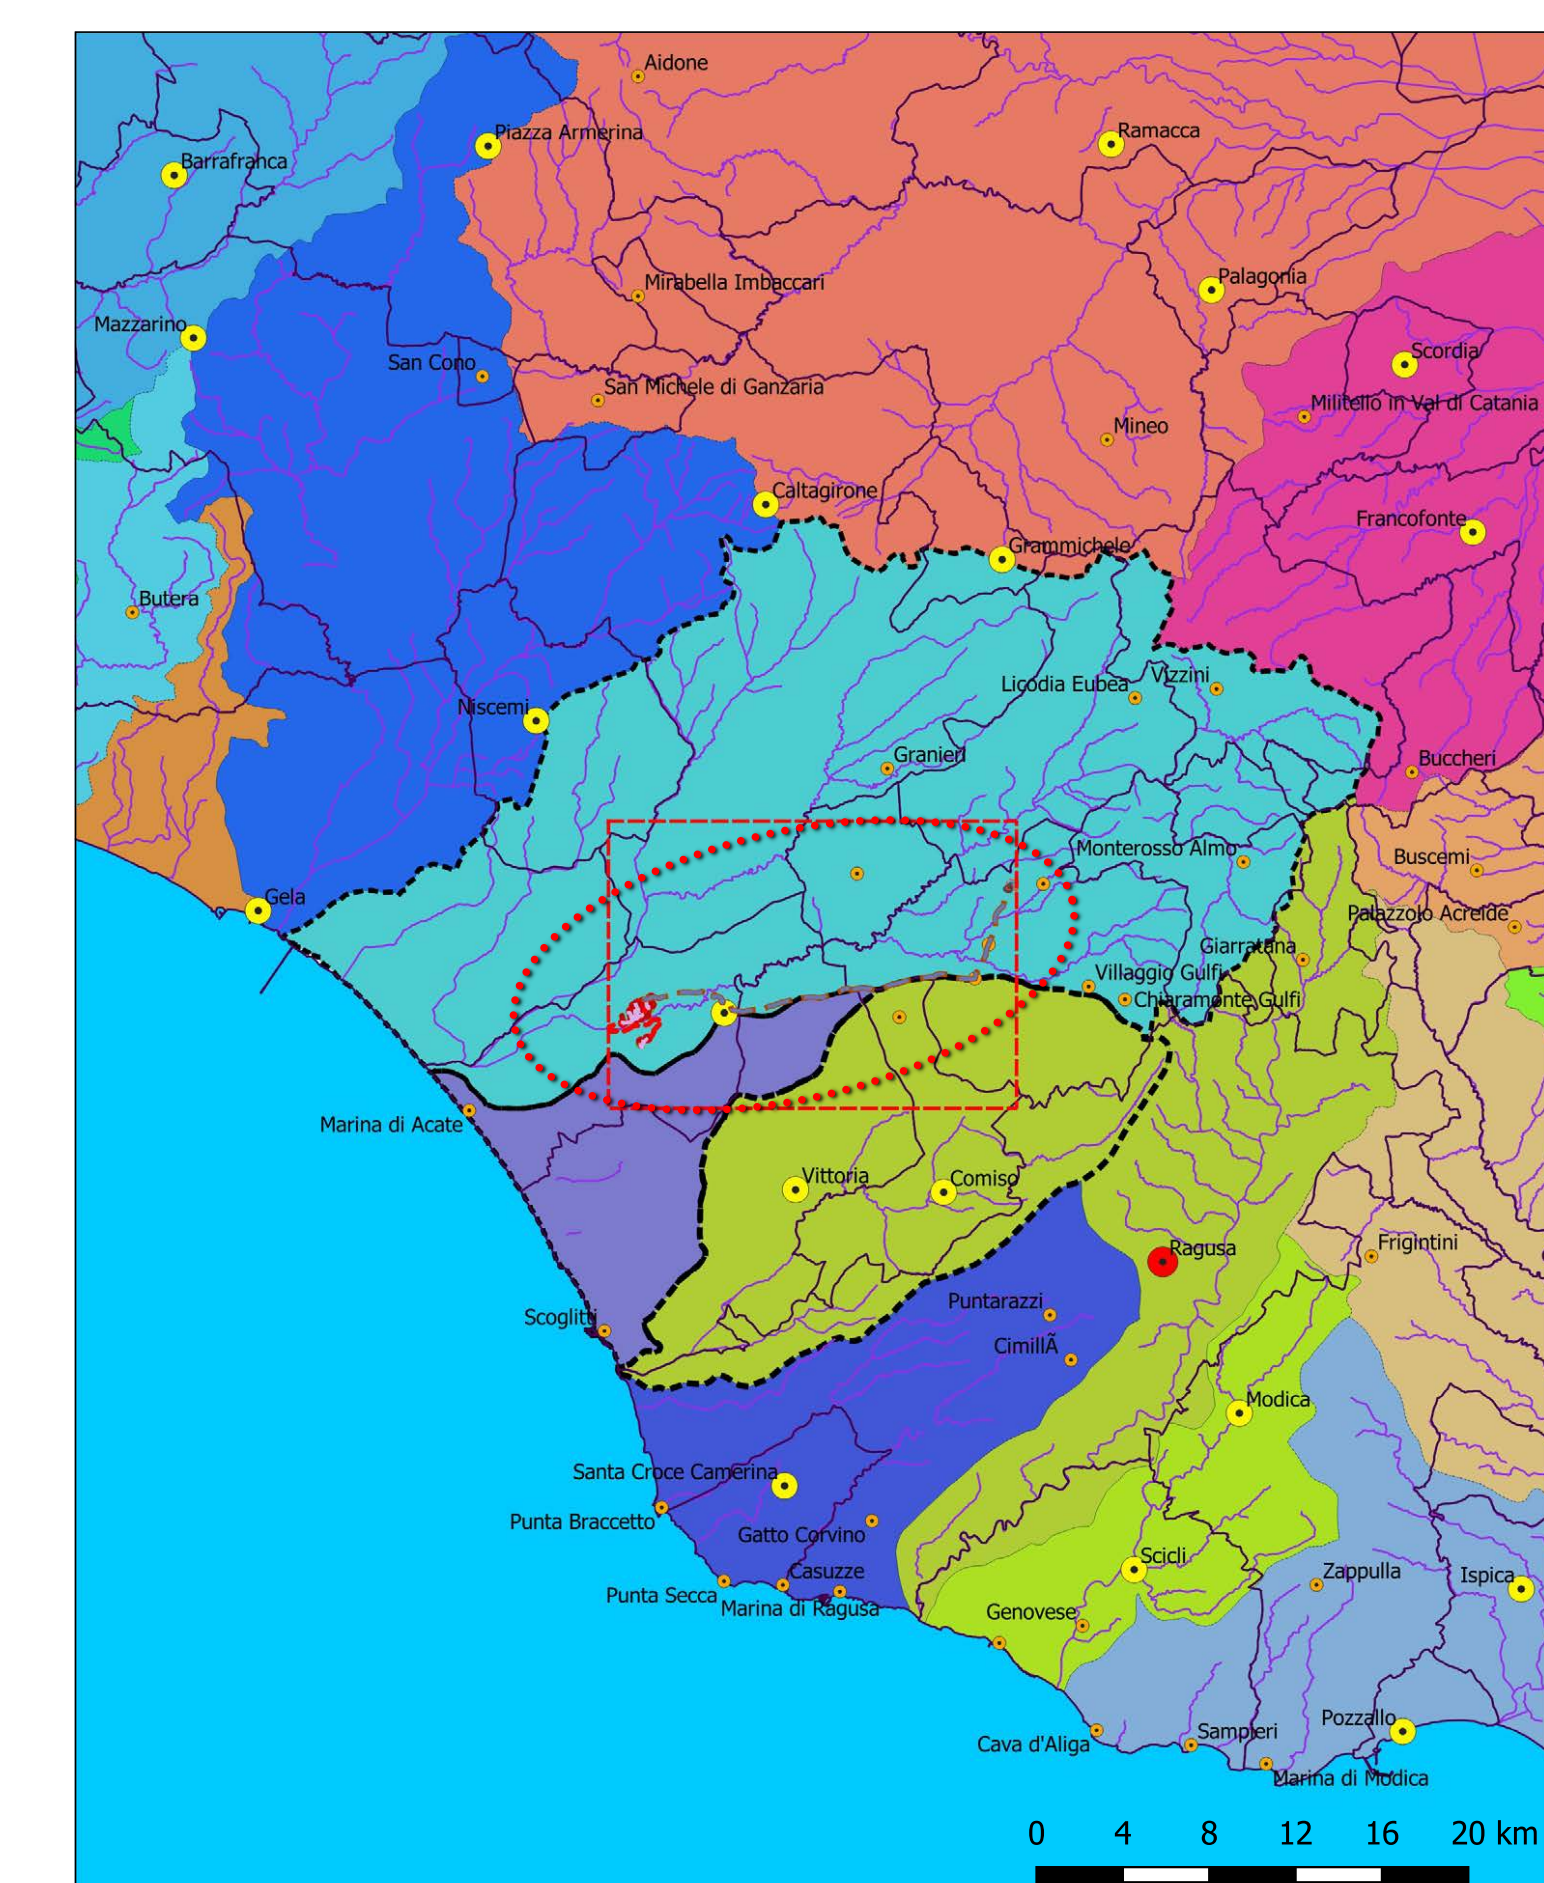 Aidone
Piazza Armerina
Ramacca
Barrafranca
Palagonia
Mirabella Imbaccari
Mazzarino
Scordia
San Cono
San Michele di Ganzaria
Militello in Val di Catania
Mineo
Caltagirone
Francofonte
Grammichele
Butera
Licodia Eubea
Vizzini
Niscemi
Granieri
Buccheri
Monterosso Almo
Buscemi
Gela
Palazzolo Acreide
Giarratana
Villaggio Gulfi
Chiaramonte Gulfi
Marina di Acate
Vittoria
Comiso
Ragusa
Frigintini
Puntarazzi
Scoglitti
CimillÃ
Modica
Santa Croce Camerina
Punta Braccetto
Gatto Corvino
Scicli
Casuzze
Zappulla
Ispica
Punta Secca
Marina di Ragusa
Genovese
Pozzallo
Sampieri
Cava d'Aliga
Marina di Modica
0 4 8 12 16 20 km